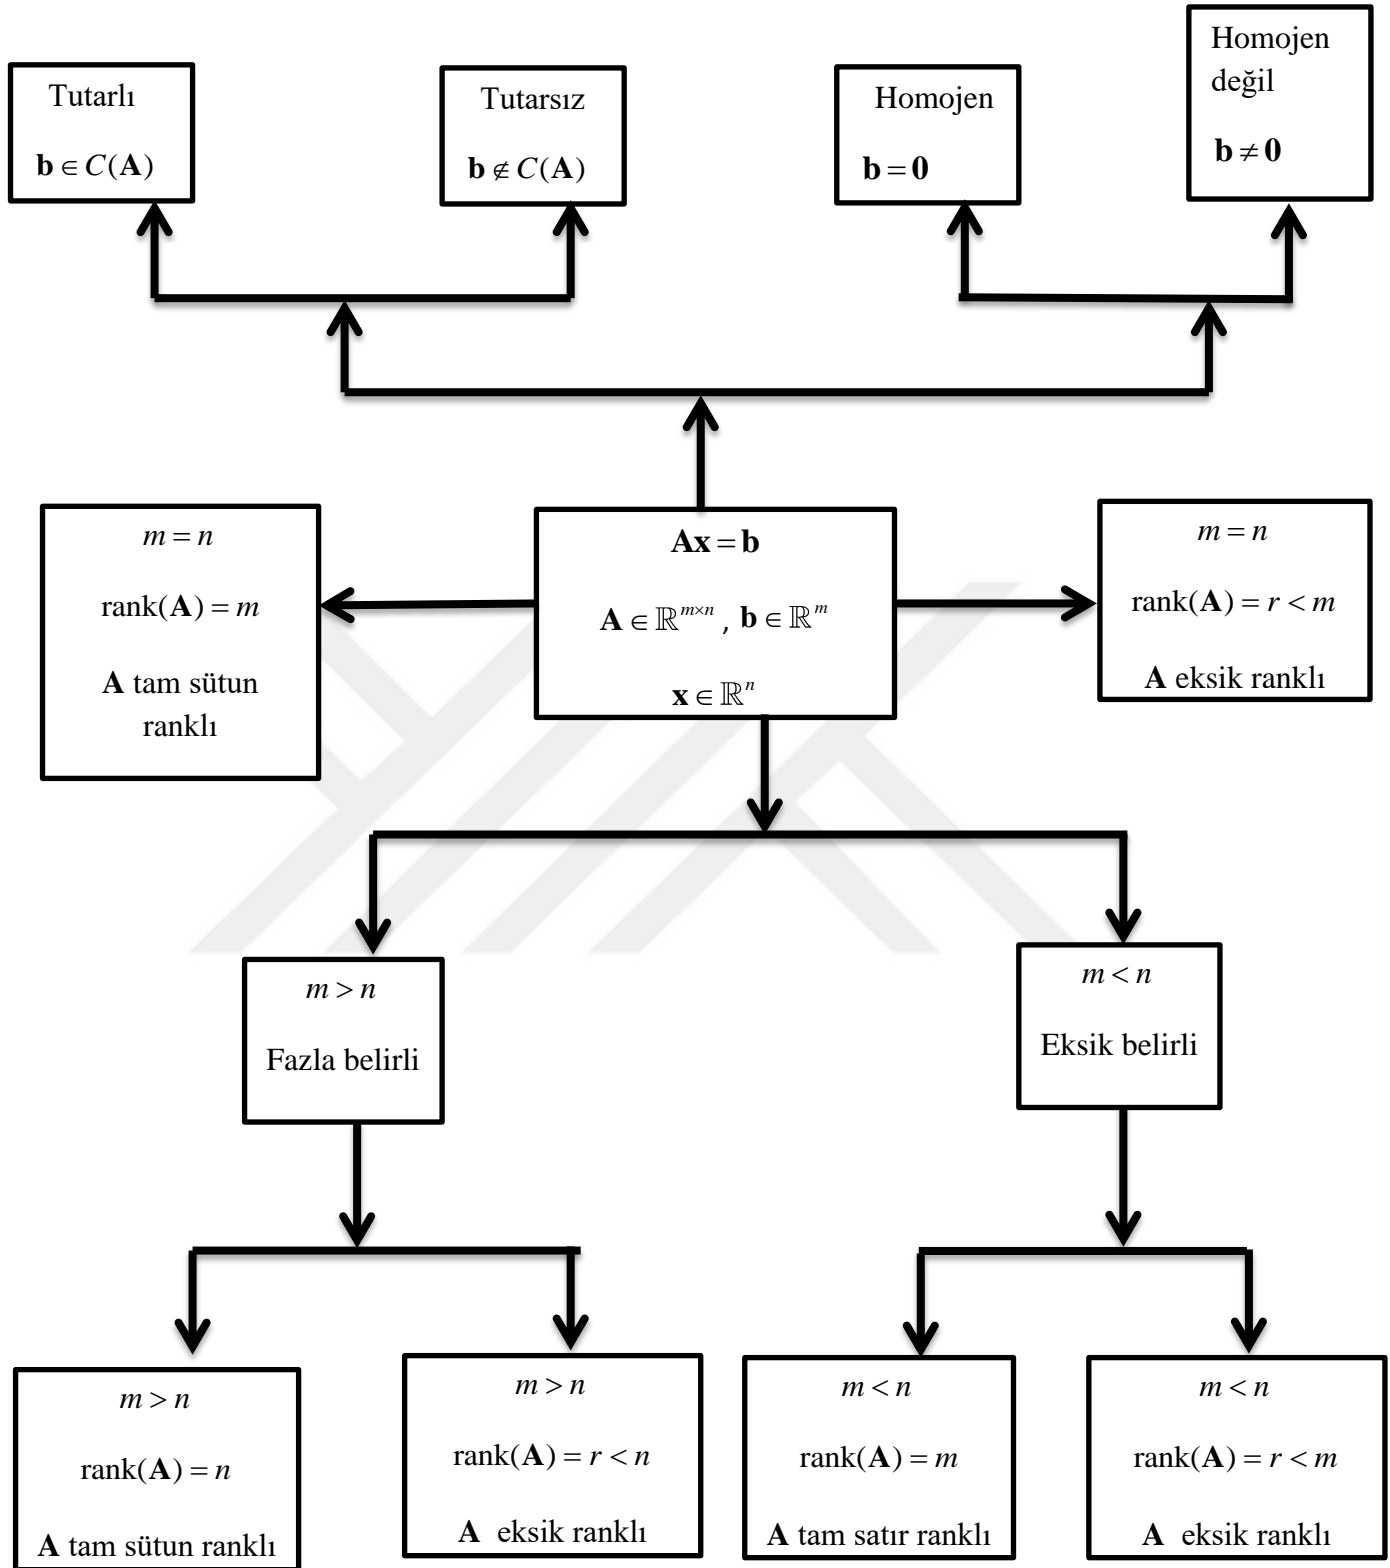 Tutarlı
b ∈ C(A)
Tutarsız
b ∉ C(A)
Homojen
b = 0
Homojen
değil
b ≠ 0
m = n
rank(A) = m
A tam sütun
ranklı
Ax = b
A ∈ ℝ^{m×n} , b ∈ ℝ^m
x ∈ ℝ^n
m = n
rank(A) = r < m
A eksik ranklı
m > n
Fazla belirli
m < n
Eksik belirli
m > n
rank(A) = n
A tam sütun ranklı
m > n
rank(A) = r < n
A eksik ranklı
m < n
rank(A) = m
A tam satır ranklı
m < n
rank(A) = r < m
A eksik ranklı